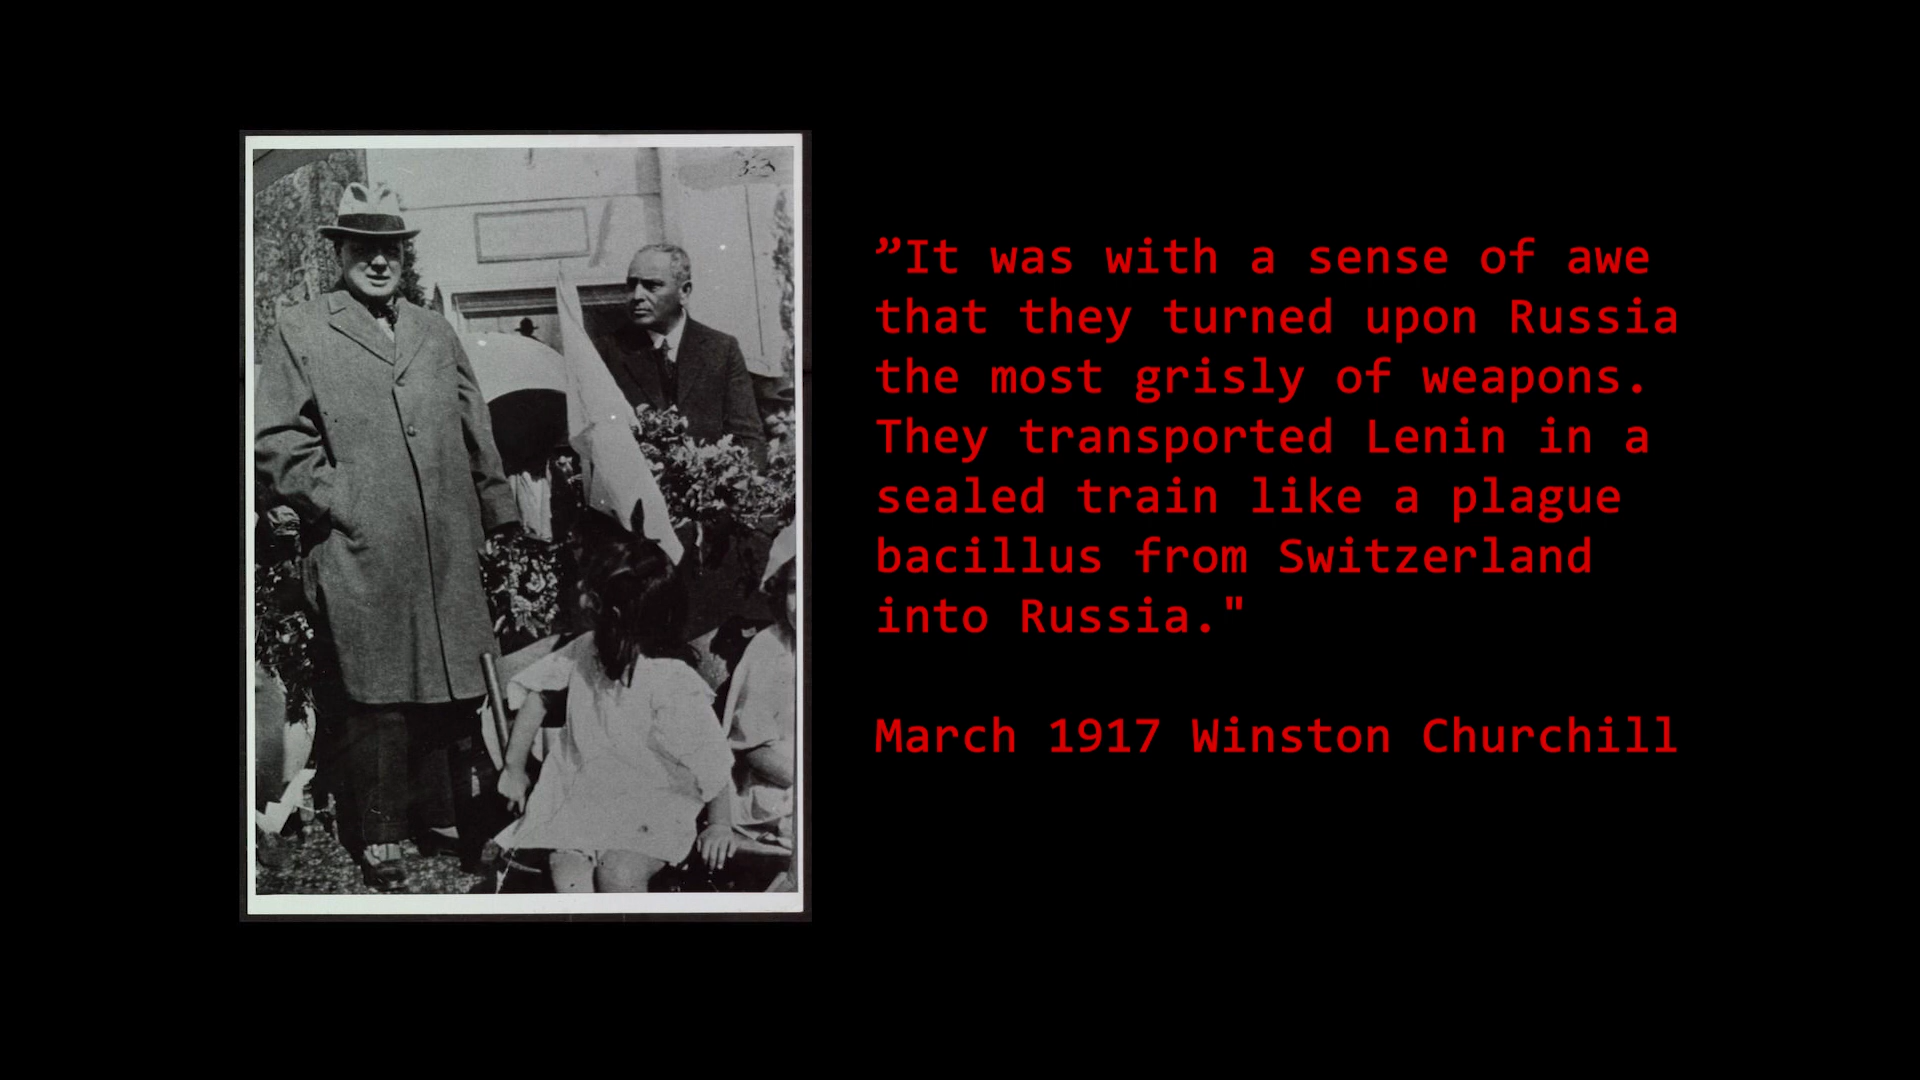 ”It was with a sense of awe
that they turned upon Russia
the most grisly of weapons.
They transported Lenin in a
sealed train like a plague
bacillus from Switzerland
into Russia."
March 1917 Winston Churchill